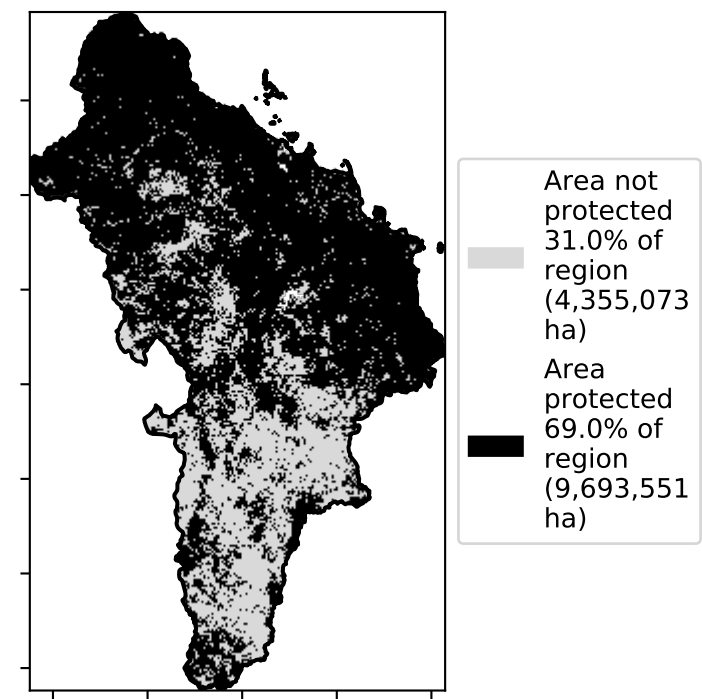 Area not
protected
31.0% of
region
(4,355,073
ha)
Area
protected
69.0% of
region
(9,693,551
ha)